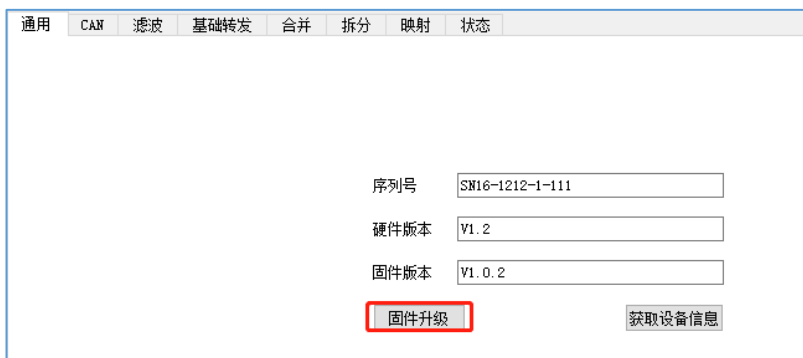 通用 CAN 滤波 基础转发 合并 拆分 映射 状态
序列号 SN16-1212-1-111
硬件版本 V1.2
固件版本 V1.0.2
固件升级 获取设备信息